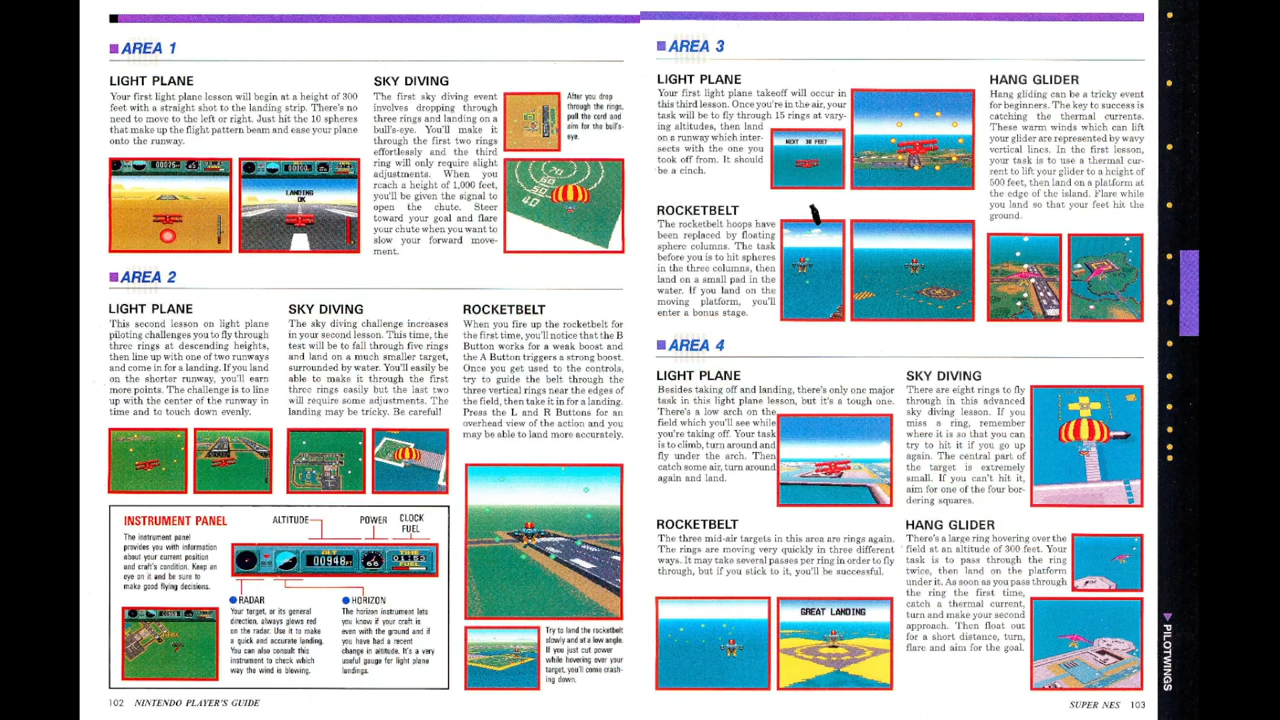 AREA 1
LIGHT PLANE
Your first light plane lesson will begin at a height of 300
feet with a straight shot to the landing strip. There's no
need to move to the left or right. Just hit the 10 spheres
that make up the flight pattern beam and ease your plane
onto the runway.
LANDING
OK
SKY DIVING
The first sky diving event
involves dropping through
three rings and landing on a
bull's-eye. You'll make it
through the first two rings
effortlessly and the third
ring will only require slight
adjustments. When you
reach a height of 1,000 feet,
you'll be given the signal to
open the chute. Steer
toward your goal and flare
your chute when you want to
slow your forward move-
ment.
After you drop
through the rings,
pull the cord and
aim for the bull's-
eye.
AREA 2
LIGHT PLANE
This second lesson on light plane
piloting challenges you to fly through
three rings at descending heights,
then line up with one of two runways
and come in for a landing. If you land
on the shorter runway, you'll earn
more points. The challenge is to line
up with the center of the runway in
time and to touch down evenly.
SKY DIVING
The sky diving challenge increases
in your second lesson. This time, the
test will be to fall through five rings
and land on a much smaller target,
surrounded by water. You'll easily be
able to make it through the first
three rings easily but the last two
will require some adjustments. The
landing may be tricky. Be careful!
ROCKETBELT
When you fire up the rocketbelt for
the first time, you'll notice that the B
Button works for a weak boost and
the A Button triggers a strong boost.
Once you get used to the controls,
try to guide the belt through the
three vertical rings near the edges of
the field, then take it in for a landing.
Press the L and R Buttons for an
overhead view of the action and you
may be able to land more accurately.
INSTRUMENT PANEL
The instrument panel
provides you with information
about your current position
and craft's condition. Keep an
eye on it and be sure to
make good flying decisions.
ALTITUDE
POWER
CLOCK
FUEL
RADAR
Your target, or its general
direction, always glows red
on the radar. Use it to make
a quick and accurate landing.
You can also consult this
instrument to check which
way the wind is blowing.
HORIZON
The horizon instrument lets
you know if your craft is
even with the ground and if
you have had a recent
change in altitude. It's a very
useful gauge for light plane
landings.
Try to land the rocketbelt
slowly and at a low angle.
If you just cut power
while hovering over your
target, you'll come crash-
ing down.
102 NINTENDO PLAYER'S GUIDE
AREA 3
LIGHT PLANE
Your first light plane takeoff will occur in
this third lesson. Once you're in the air, your
task will be to fly through 15 rings at vary-
ing altitudes, then land
on a runway which inter-
sects with the one you
took off from. It should
be a cinch.
ROCKETBELT
The rocketbelt hoops have
been replaced by floating
sphere columns. The task
before you is to hit spheres
in the three columns, then
land on a small pad in the
water. If you land on the
moving platform, you'll
enter a bonus stage.
HANG GLIDER
Hang gliding can be a tricky event
for beginners. The key to success is
catching the thermal currents.
These warm winds which can lift
your glider are represented by wavy
vertical lines. In the first lesson,
your task is to use a thermal cur-
rent to lift your glider to a height of
500 feet, then land on a platform at
the edge of the island. Flare while
you land so that your feet hit the
ground.
AREA 4
LIGHT PLANE
Besides taking off and landing, there's only one major
task in this light plane lesson, but it's a tough one.
There's a low arch on the
field which you'll see while
you're taking off. Your task
is to climb, turn around and
fly under the arch. Then
catch some air, turn around
again and land.
SKY DIVING
There are eight rings to fly
through in this advanced
sky diving lesson. If you
miss a ring, remember
where it is so that you can
try to hit it if you go up
again. The central part of
the target is extremely
small. If you can't hit it,
aim for one of the four bor-
dering squares.
ROCKETBELT
The three mid-air targets in this area are rings again.
The rings are moving very quickly in three different
ways. It may take several passes per ring in order to fly
through, but if you stick to it, you'll be successful.
GREAT LANDING
HANG GLIDER
There's a large ring hovering over the
field at an altitude of 300 feet. Your
task is to pass through the ring
twice, then land on the platform
under it. As soon as you pass through
the ring the first time,
catch a thermal current,
turn and make your second
approach. Then float out
for a short distance, turn,
flare and aim for the goal.
PILOTWINGS
SUPER NES 103